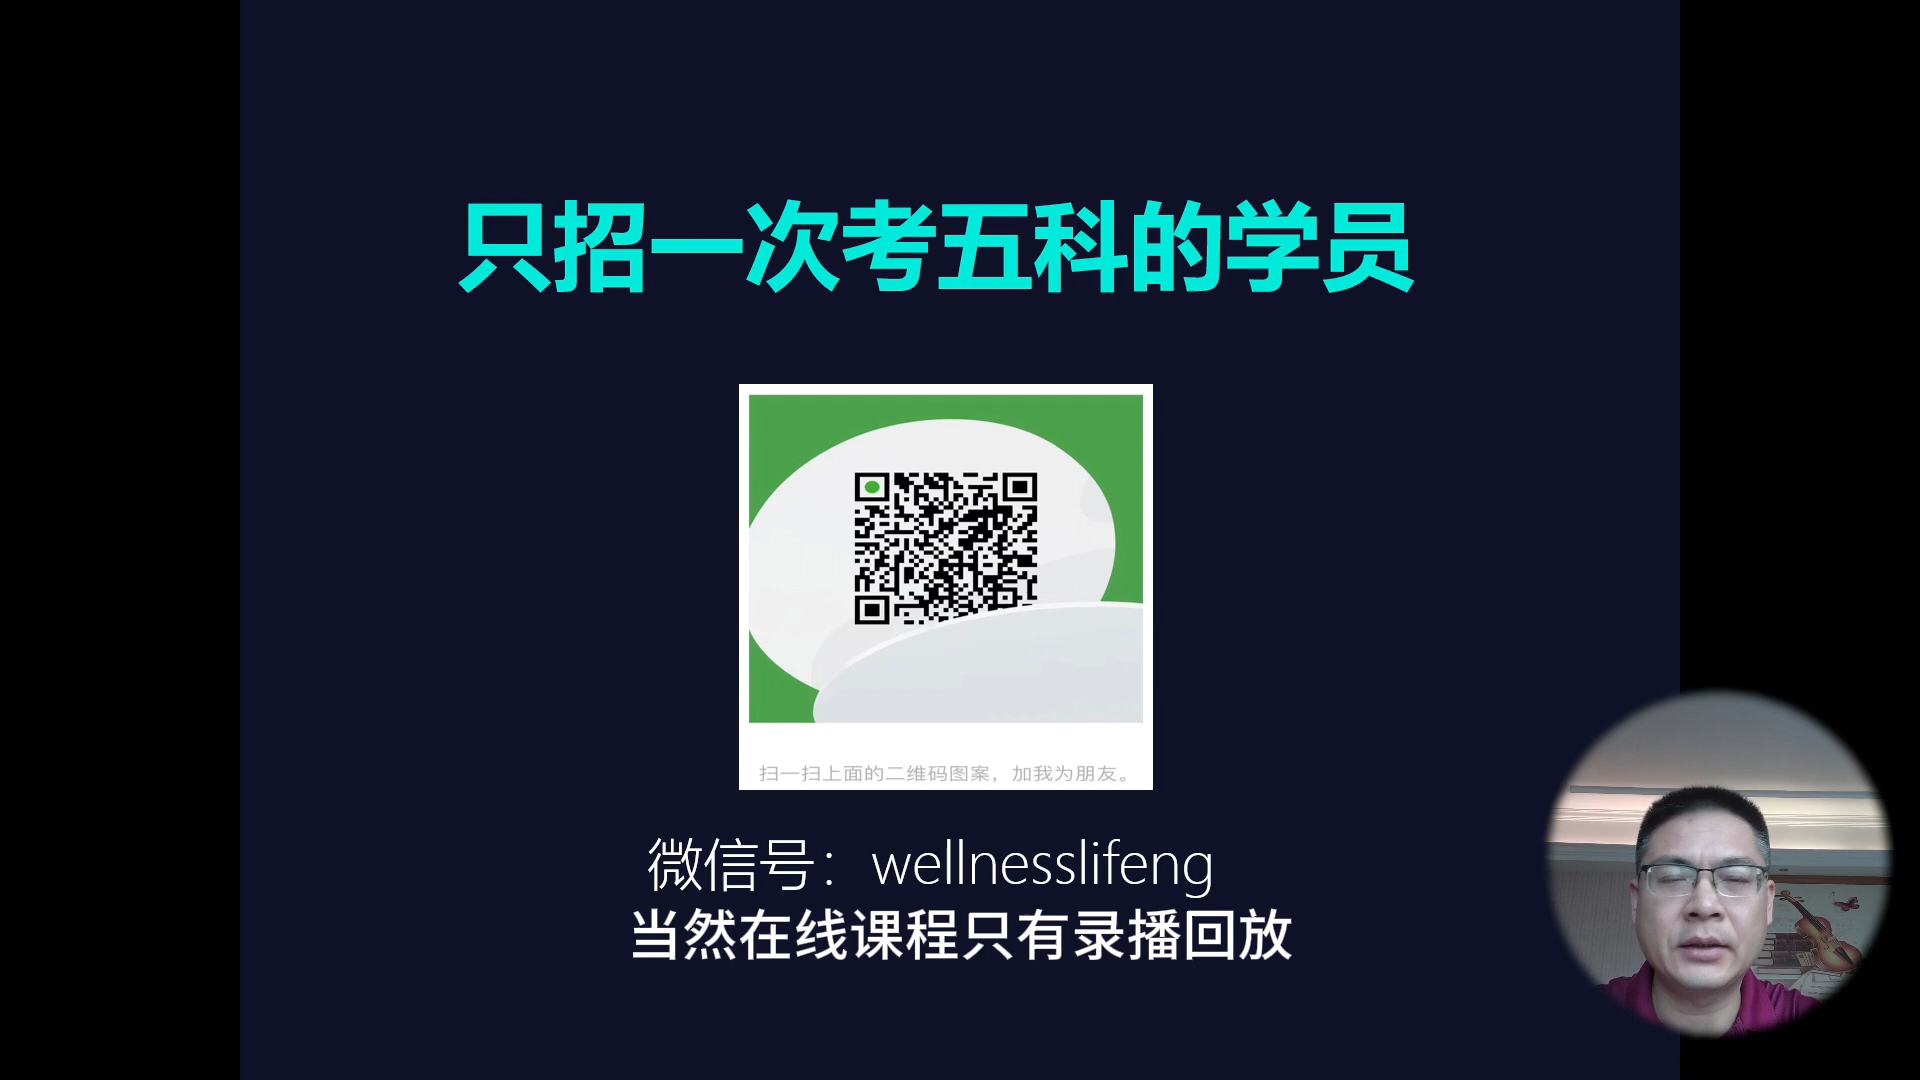 只招一次考五科的学员
扫一扫上面的二维码图案，加我为朋友。
微信号：wellnesslifeng
当然在线课程只有录播回放